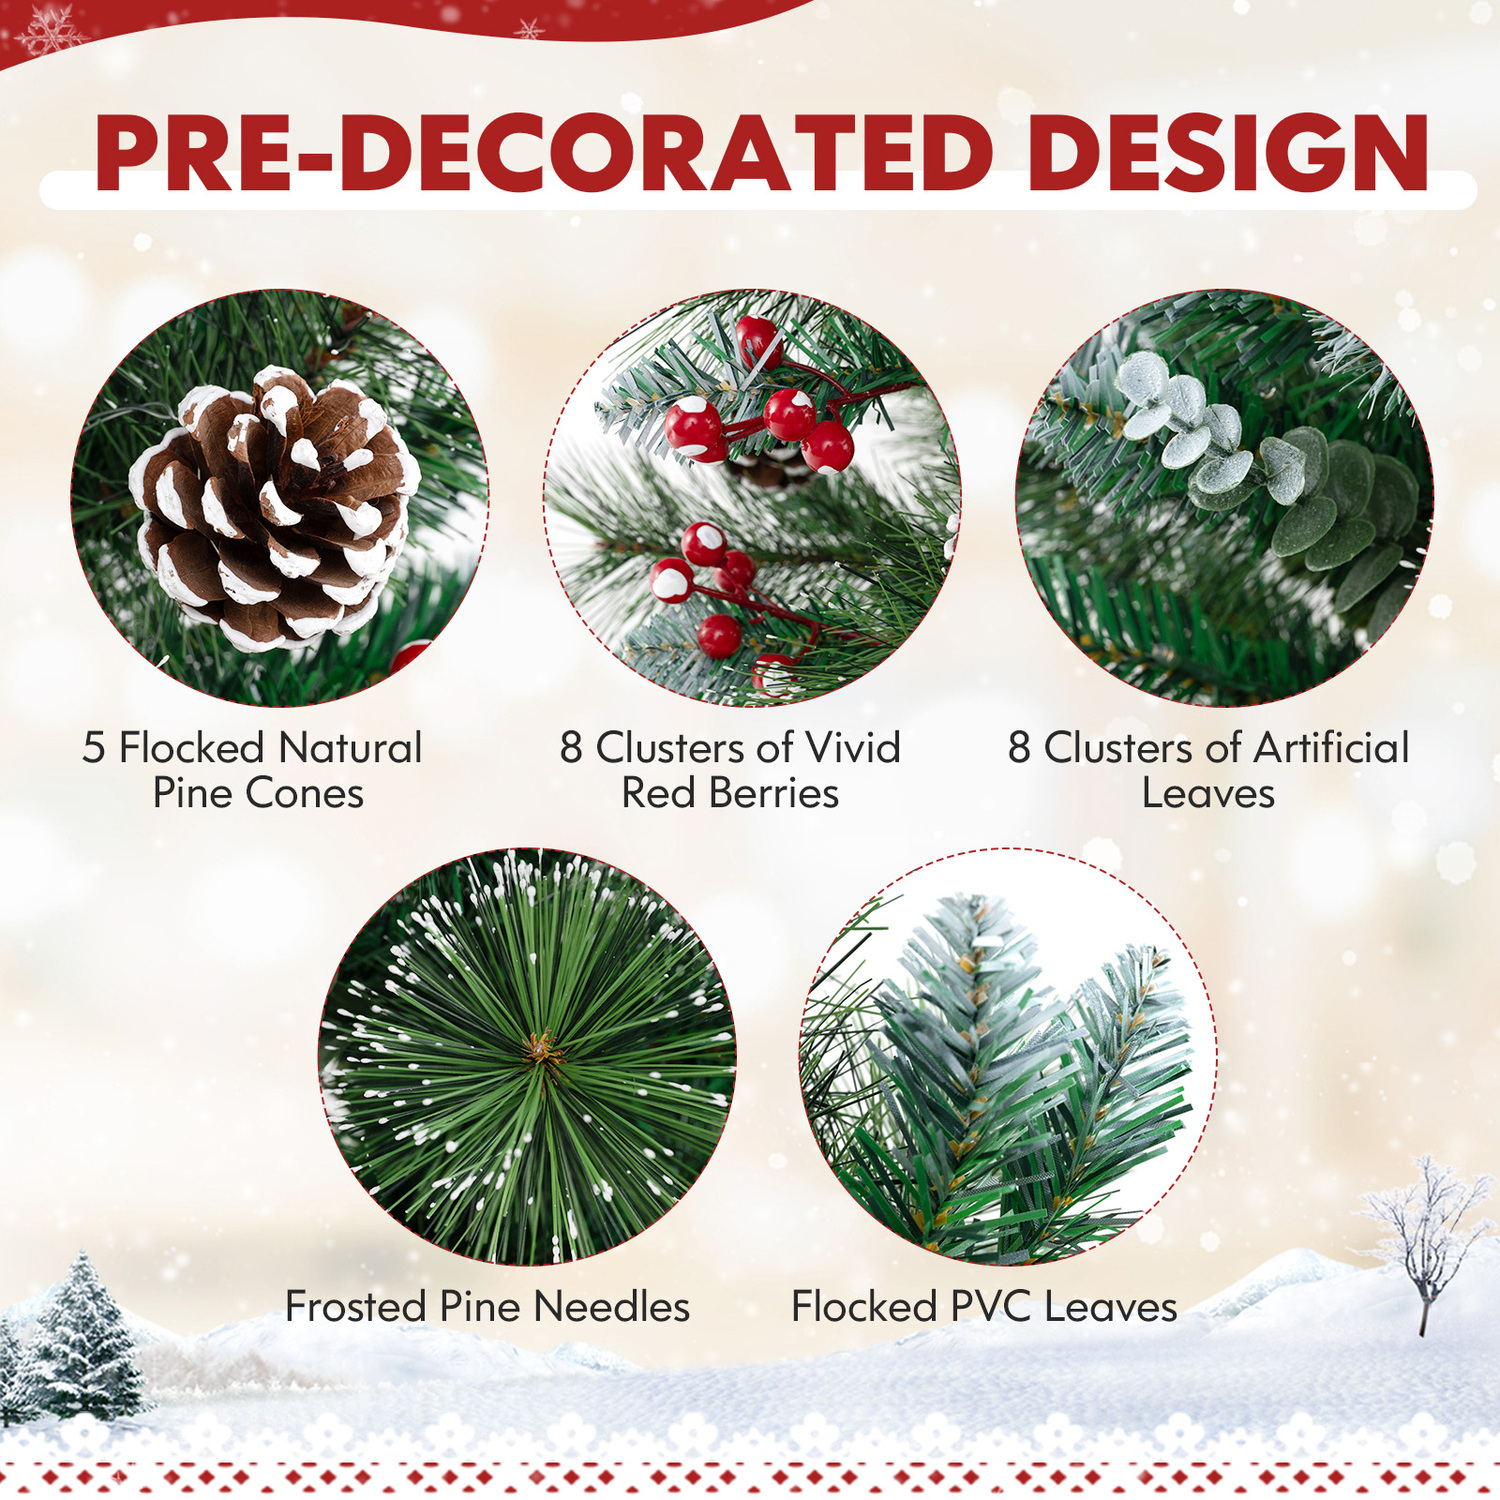 PRE-DECORATED DESIGN
5 Flocked Natural
Pine Cones
8 Clusters of Vivid
Red Berries
8 Clusters of Artificial
Leaves
Frosted Pine Needles
Flocked PVC Leaves